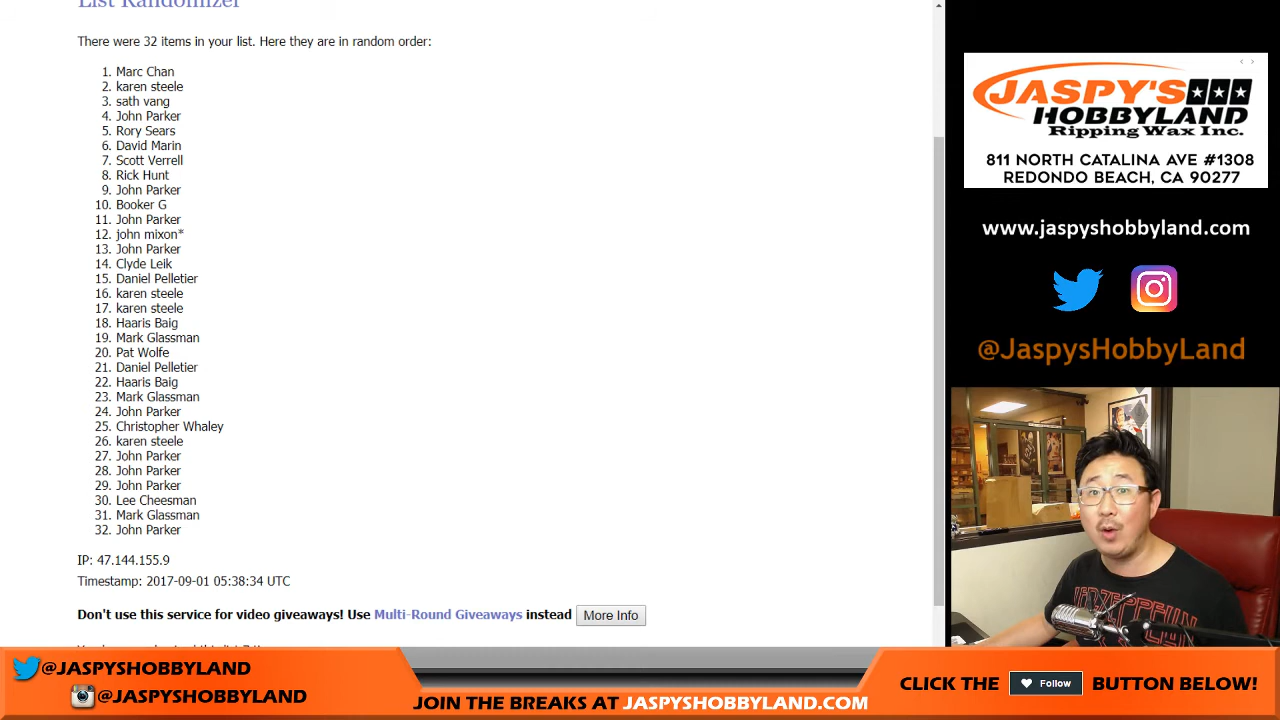 List Randomizer
There were 32 items in your list. Here they are in random order:
1. Marc Chan
2. karen steele
3. sath vang
4. John Parker
5. Rory Sears
6. David Marin
7. Scott Verrell
8. Rick Hunt
9. John Parker
10. Booker G
11. John Parker
12. john mixon*
13. John Parker
14. Clyde Leik
15. Daniel Pelletier
16. karen steele
17. karen steele
18. Haaris Baig
19. Mark Glassman
20. Pat Wolfe
21. Daniel Pelletier
22. Haaris Baig
23. Mark Glassman
24. John Parker
25. Christopher Whaley
26. karen steele
27. John Parker
28. John Parker
29. John Parker
30. Lee Cheesman
31. Mark Glassman
32. John Parker
IP: 47.144.155.9
Timestamp: 2017-09-01 05:38:34 UTC
Don't use this service for video giveaways! Use Multi-Round Giveaways instead More Info
JASPY'S
HOBBYLAND
Ripping Wax Inc.
811 NORTH CATALINA AVE #1308
REDONDO BEACH, CA 90277
www.jaspyshobbyland.com
@JaspysHobbyLand
LED ZEPPELIN
@JASPYSHOBBYLAND
@JASPYSHOBBYLAND
JOIN THE BREAKS AT JASPYSHOBBYLAND.COM
CLICK THE Follow BUTTON BELOW!